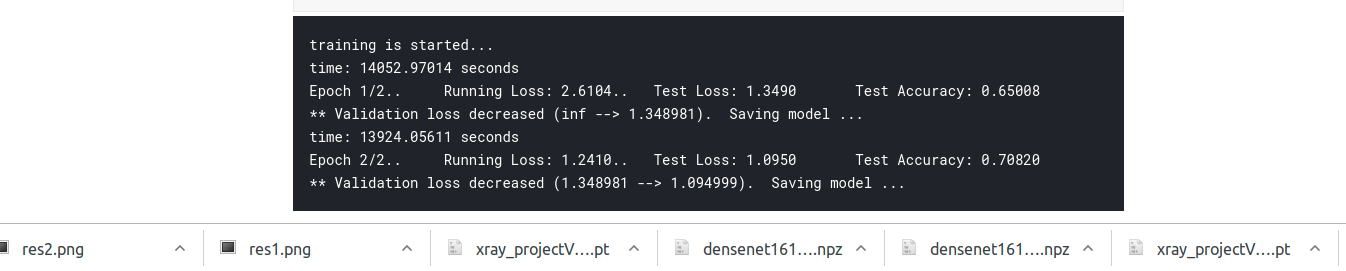 training is started...
time: 14052.97014 seconds
Epoch 1/2.. Running Loss: 2.6104.. Test Loss: 1.3490 Test Accuracy: 0.65008
** Validation loss decreased (inf --> 1.348981). Saving model ...
time: 13924.05611 seconds
Epoch 2/2.. Running Loss: 1.2410.. Test Loss: 1.0950 Test Accuracy: 0.70820
** Validation loss decreased (1.348981 --> 1.094999). Saving model ...
res2.png res1.png xray_projectV....pt densenet161....npz densenet161....npz xray_projectV....pt